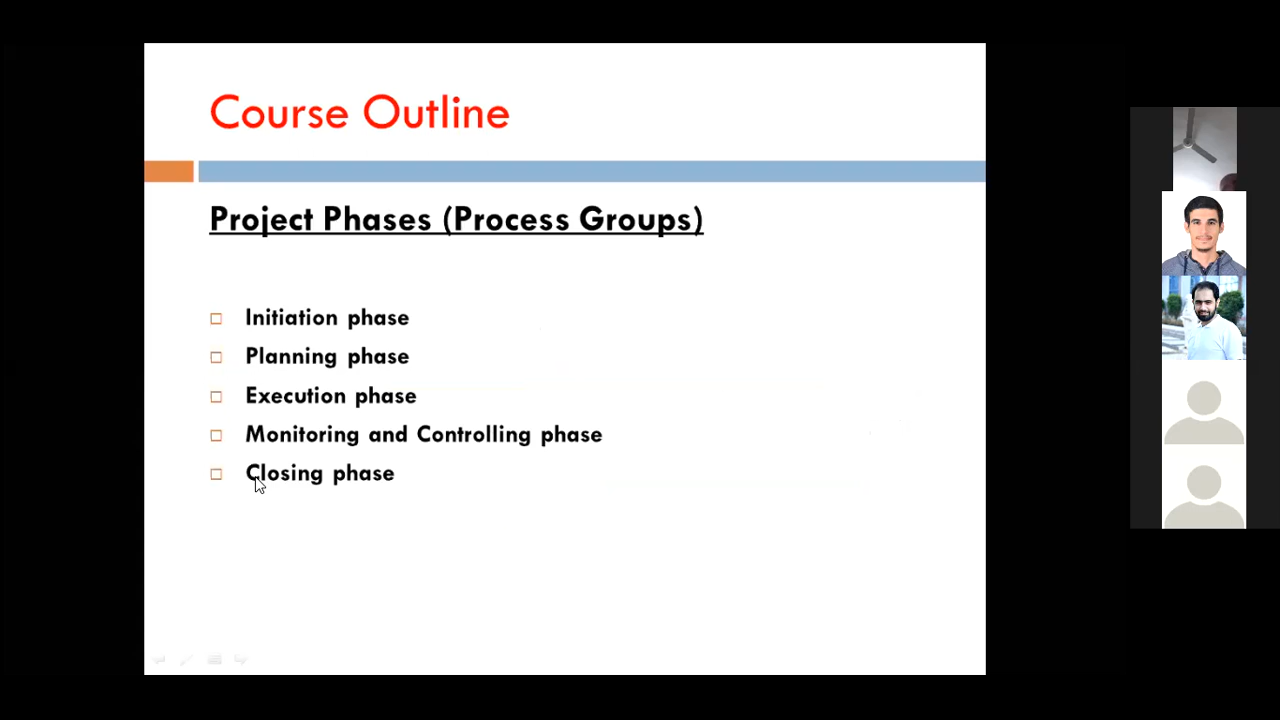 Course Outline
Project Phases (Process Groups)
Initiation phase
Planning phase
Execution phase
Monitoring and Controlling phase
Closing phase